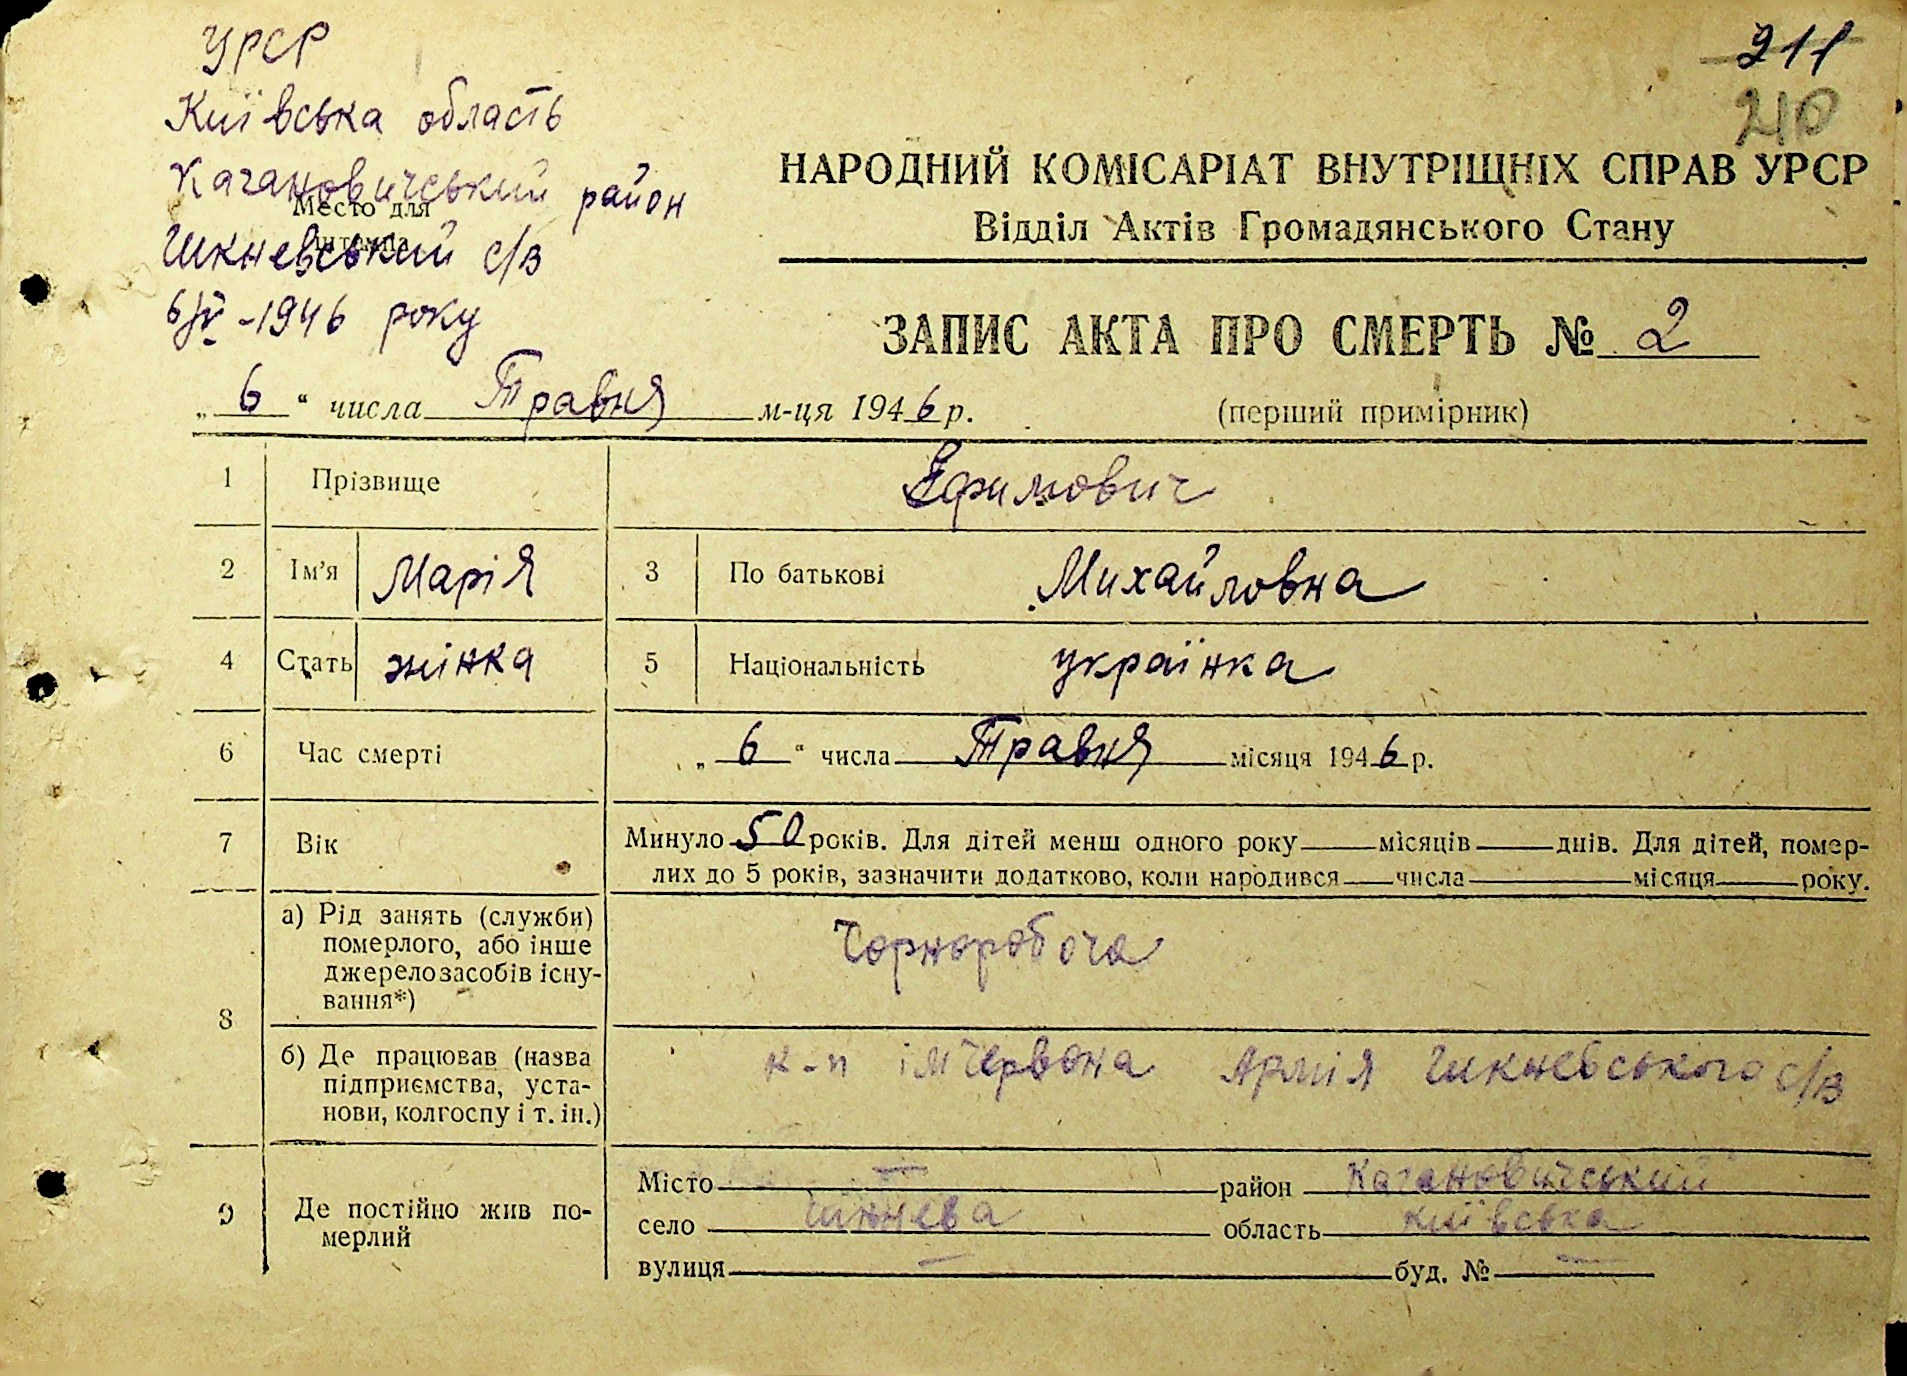 УРСР
Київська область
Кагановичський район
Место для
штампа
Шкневський с/в
6/V-1946 року
211
210
НАРОДНИЙ КОМІСАРІАТ ВНУТРІШНІХ СПРАВ УРСР
Відділ Актів Громадянського Стану
ЗАПИС АКТА ПРО СМЕРТЬ № 2
„6“ числа Травня м-ця 1946 р.
(перший примірник)
1 Прізвище Ефимович
2 Ім'я Марія 3 По батькові Михайловна
4 Стать жінка 5 Національність українка
6 Час смерті „6“ числа Травня місяця 1946 р.
7 Вік Минуло 50 років. Для дітей менш одного року — місяців — днів. Для дітей, помер-
лих до 5 років, зазначити додатково, коли народився — числа — місяця — року.
8 а) Рід занять (служби)
померлого, або інше
джерело засобів існу-
вання*)
Чорноробоча
б) Де працював (назва
підприємства, уста-
нови, колгоспу і т. ін.)
к-п ім Червона Армія Шкневського с/в
9 Де постійно жив по-
мерлий
Місто — район Кагановичський
село область Київська
вулиця — буд. № —